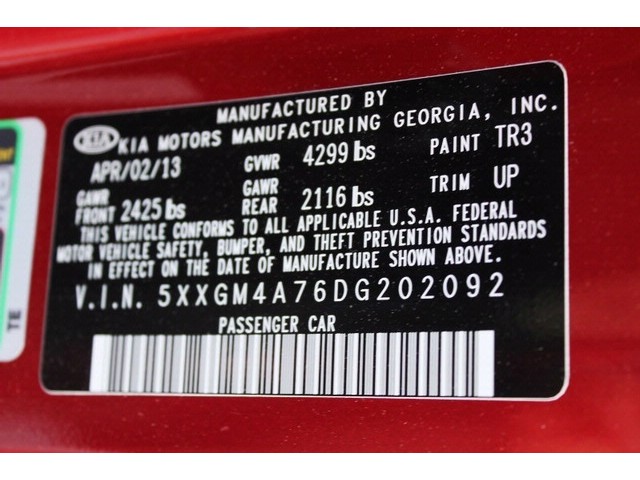 MANUFACTURED BY
KIA KIA MOTORS MANUFACTURING GEORGIA, INC.
APR/02/13 GVWR 4299 lbs PAINT TR3
GAWR FRONT 2425 lbs GAWR REAR 2116 lbs TRIM UP
THIS VEHICLE CONFORMS TO ALL APPLICABLE U.S.A. FEDERAL
MOTOR VEHICLE SAFETY, BUMPER, AND THEFT PREVENTION STANDARDS
IN EFFECT ON THE DATE OF MANUFACTURE SHOWN ABOVE.
V.I.N. 5XXGM4A76DG202092
PASSENGER CAR
TE